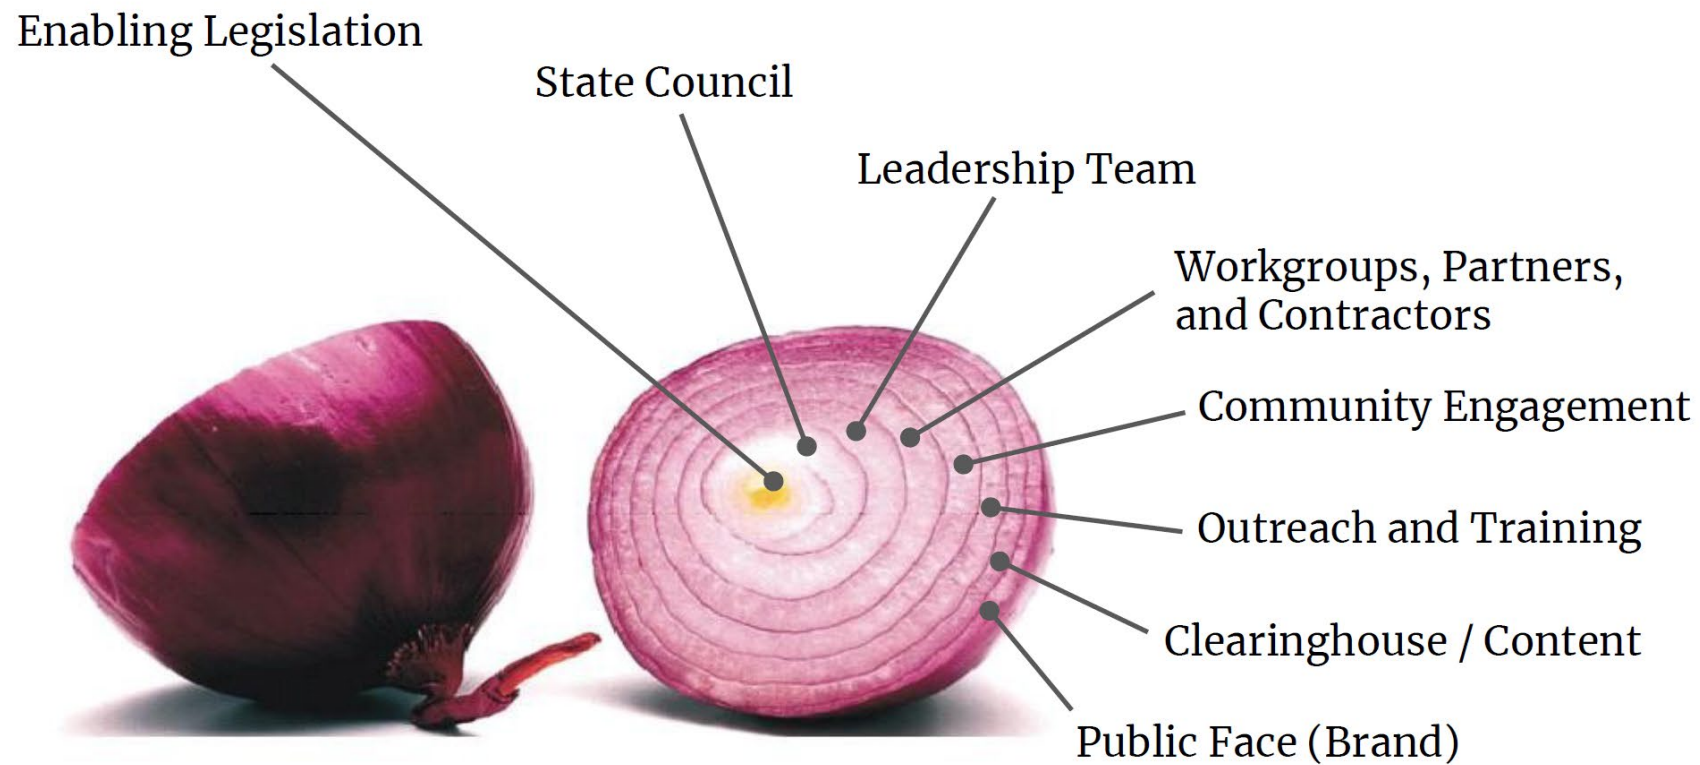 Enabling Legislation
State Council
Leadership Team
Workgroups, Partners,
and Contractors
Community Engagement
Outreach and Training
Clearinghouse / Content
Public Face (Brand)